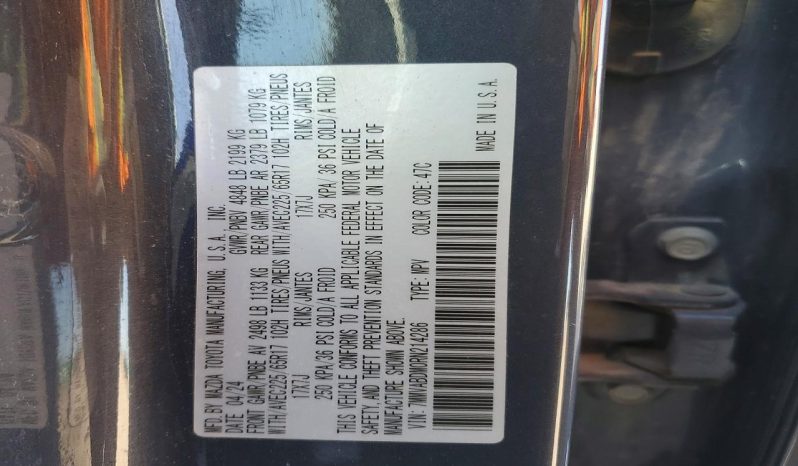 MFG. BY MAZDA TOYOTA MANUFACTURING, U.S.A., INC.
DATE 04/24 GVWR/PNBV 4848 LB 2199 KG
FRONT GAWR/PNBE AV 2498 LB 1133 KG REAR GAWR/PNBE AR 2379 LB 1079 KG
WITH/AVEC225/65R17 102H TIRES/PNEUS WITH/AVEC225/65R17 102H TIRES/PNEUS
17X7J RIMS/JANTES 17X7J RIMS/JANTES
250 KPA/36 PSI COLD/A FROID 250 KPA/36 PSI COLD/A FROID
THIS VEHICLE CONFORMS TO ALL APPLICABLE FEDERAL MOTOR VEHICLE
SAFETY, AND THEFT PREVENTION STANDARDS IN EFFECT ON THE DATE OF
MANUFACTURE SHOWN ABOVE.
VIN: 7MMVABDM0RN214286 TYPE: MPV COLOR CODE: 47C
MADE IN U.S.A.